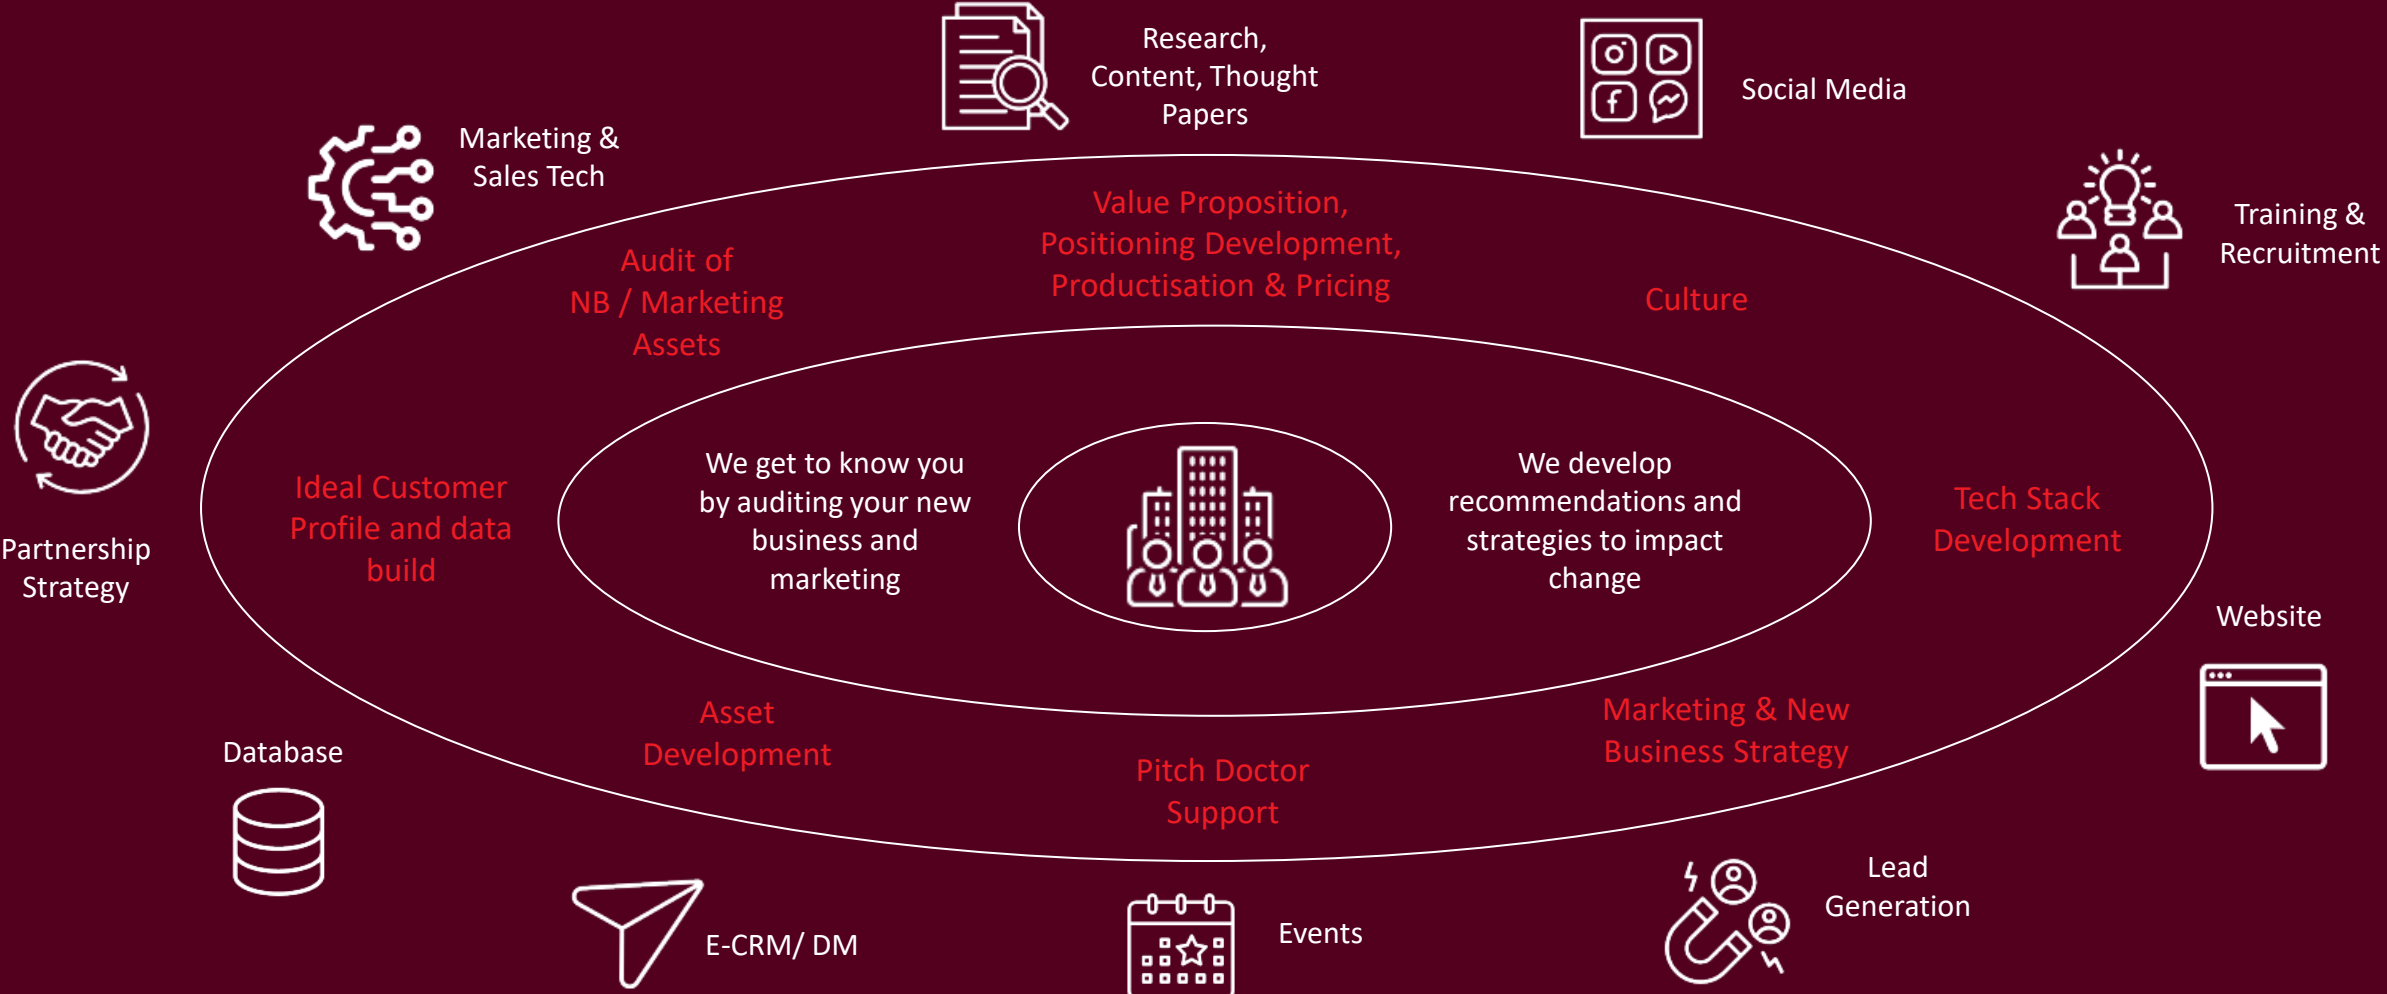 Research,
Content, Thought
Papers
Social Media
Marketing &
Sales Tech
Training &
Recruitment
Value Proposition,
Positioning Development,
Productisation & Pricing
Audit of
NB / Marketing
Assets
Culture
Partnership
Strategy
Ideal Customer
Profile and data
build
We get to know you
by auditing your new
business and
marketing
We develop
recommendations and
strategies to impact
change
Tech Stack
Development
Website
Asset
Development
Pitch Doctor
Support
Marketing & New
Business Strategy
Database
E-CRM/ DM
Events
Lead
Generation